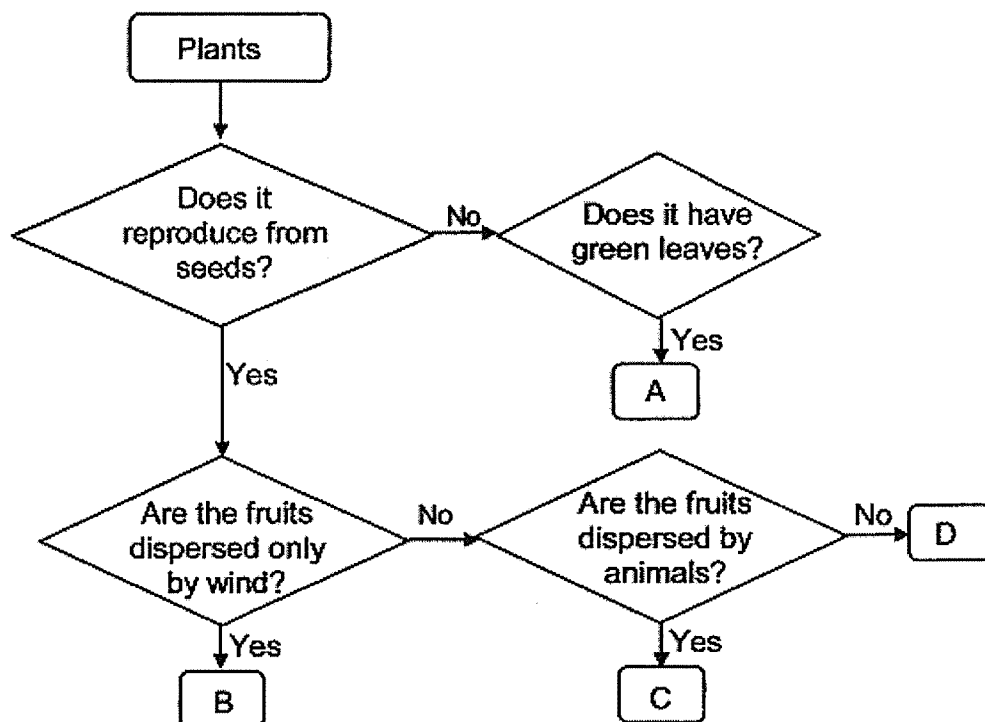 Plants
Does it
reproduce from
seeds?
No
Does it have
green leaves?
Yes
A
Yes
Are the fruits
dispersed only
by wind?
No
Are the fruits
dispersed by
animals?
No
D
Yes
B
Yes
C